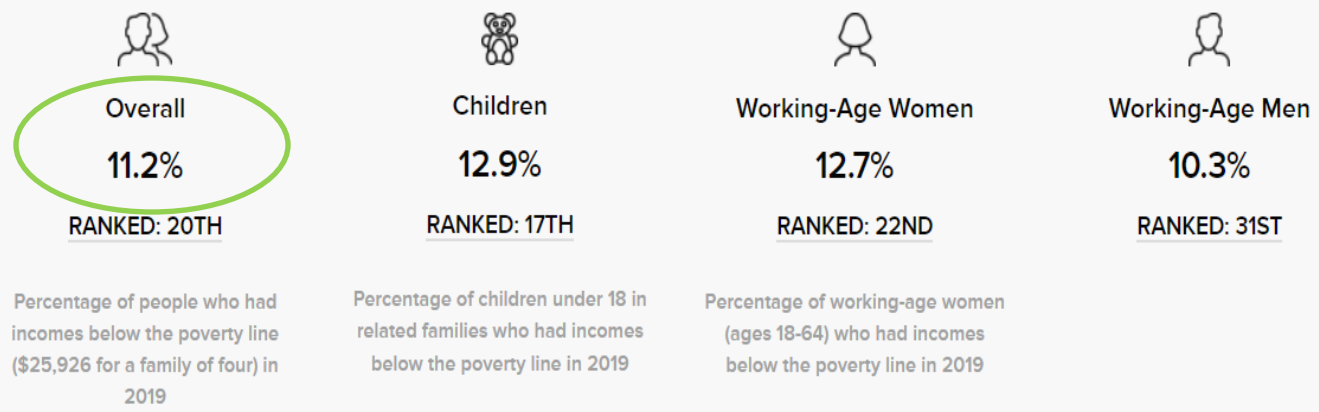 Overall
11.2%
RANKED: 20TH
Percentage of people who had
incomes below the poverty line
($25,926 for a family of four) in
2019
Children
12.9%
RANKED: 17TH
Percentage of children under 18 in
related families who had incomes
below the poverty line in 2019
Working-Age Women
12.7%
RANKED: 22ND
Percentage of working-age women
(ages 18-64) who had incomes
below the poverty line in 2019
Working-Age Men
10.3%
RANKED: 31ST